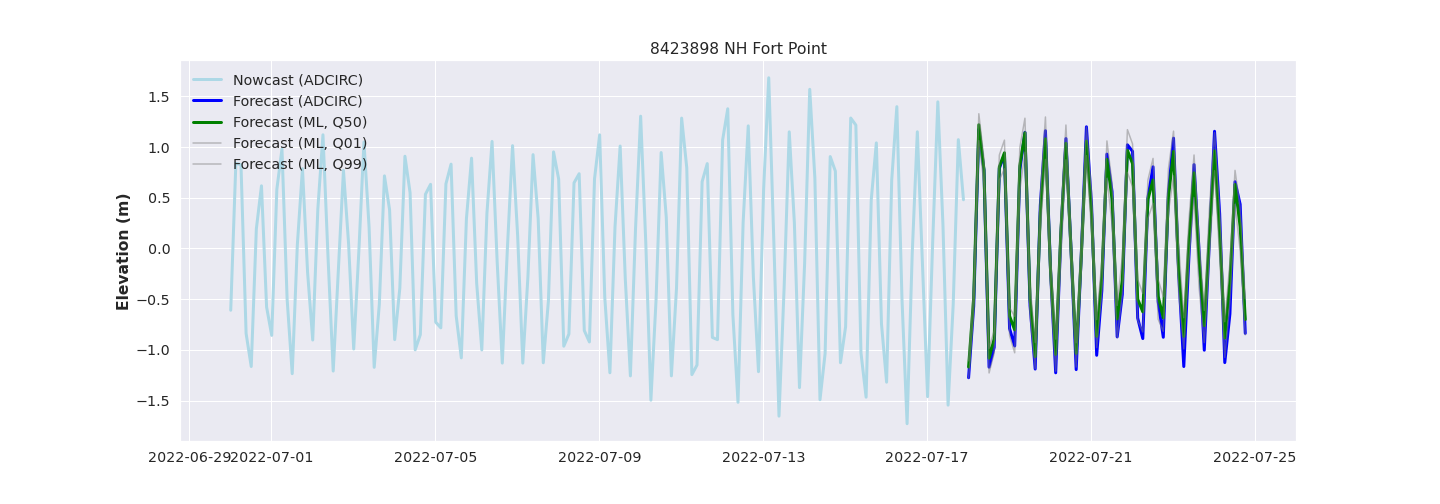 8423898 NH Fort Point
Nowcast (ADCIRC)
Forecast (ADCIRC)
Forecast (ML, Q50)
Forecast (ML, Q01)
Forecast (ML, Q99)
Elevation (m)
1.5
1.0
0.5
0.0
−0.5
−1.0
−1.5
2022-06-29
2022-07-01
2022-07-05
2022-07-09
2022-07-13
2022-07-17
2022-07-21
2022-07-25